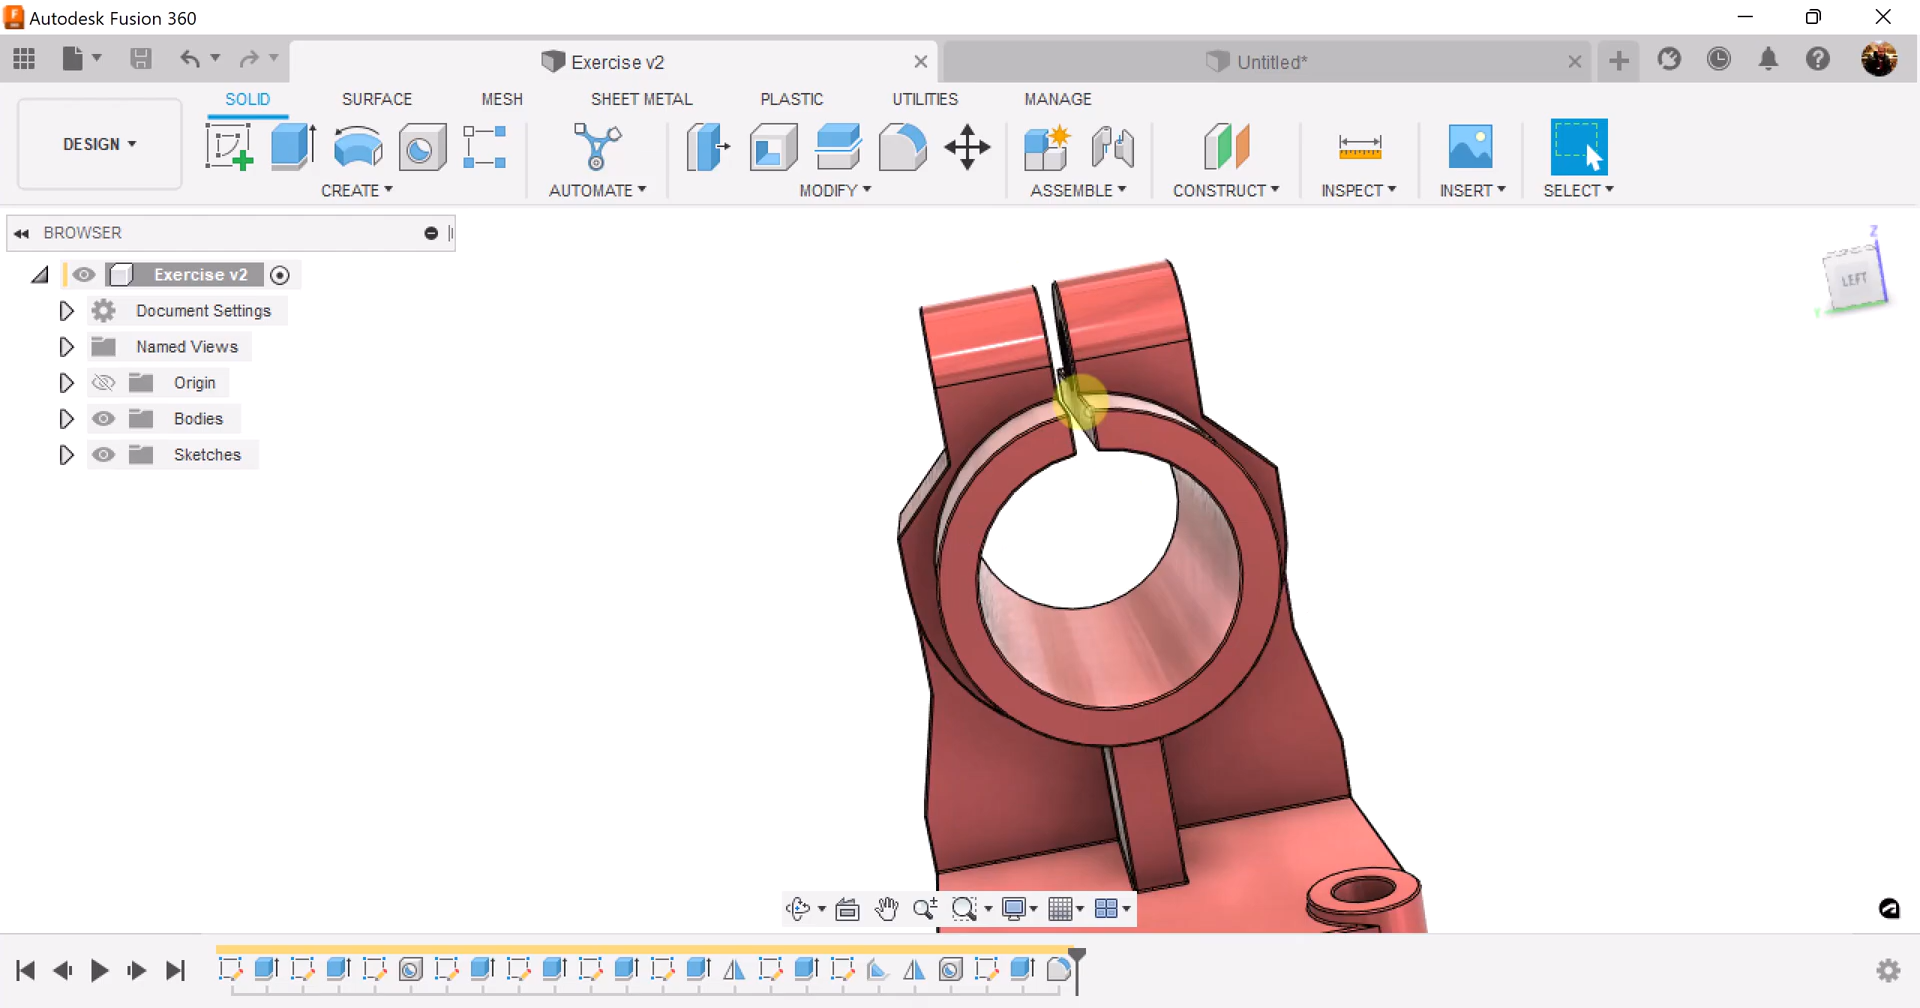 Autodesk Fusion 360
Exercise v2
Untitled*
SOLID SURFACE MESH SHEET METAL PLASTIC UTILITIES MANAGE
DESIGN
CREATE AUTOMATE MODIFY ASSEMBLE CONSTRUCT INSPECT INSERT SELECT
BROWSER
Exercise v2
Document Settings
Named Views
Origin
Bodies
Sketches
Z
LEFT
Y